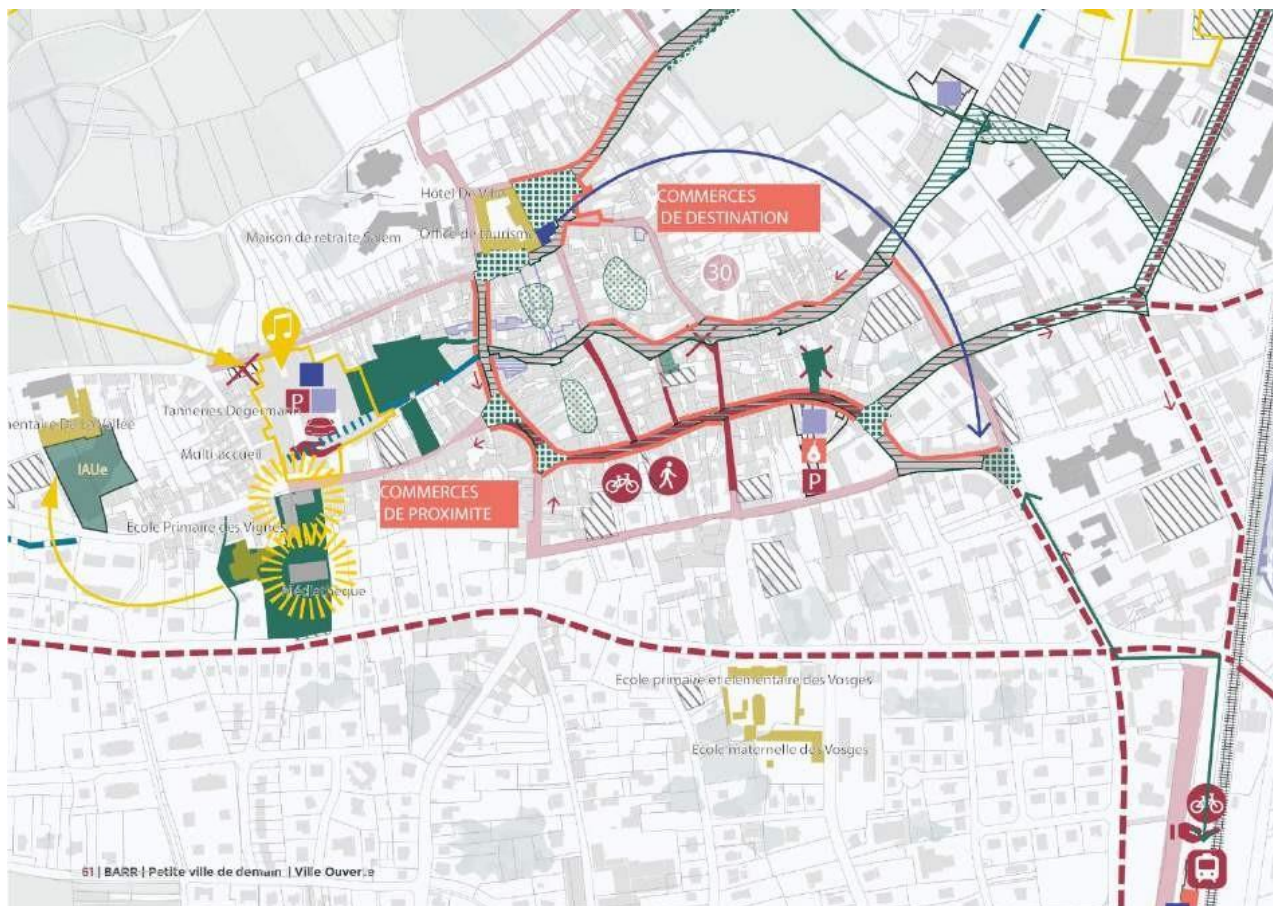 Hôtel De Ville
COMMERCES
DE DESTINATION
Office de tourisme
Maison de retraite Salem
30
P
Tanneries Degermann
Multi accueil
IAUe
COMMERCES
DE PROXIMITE
P
Ecole Primaire des Vignes
Médiathèque
Ecole primaire et élémentaire des Vosges
Ecole maternelle des Vosges
61 | BARR | Petite ville de demain | Ville Ouverte